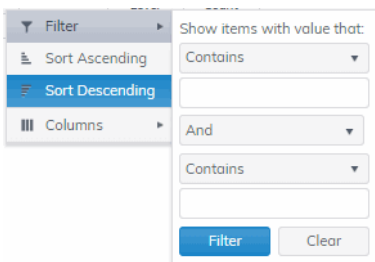 Filter
Sort Ascending
Sort Descending
Columns
Show items with value that:
Contains
And
Contains
Filter
Clear